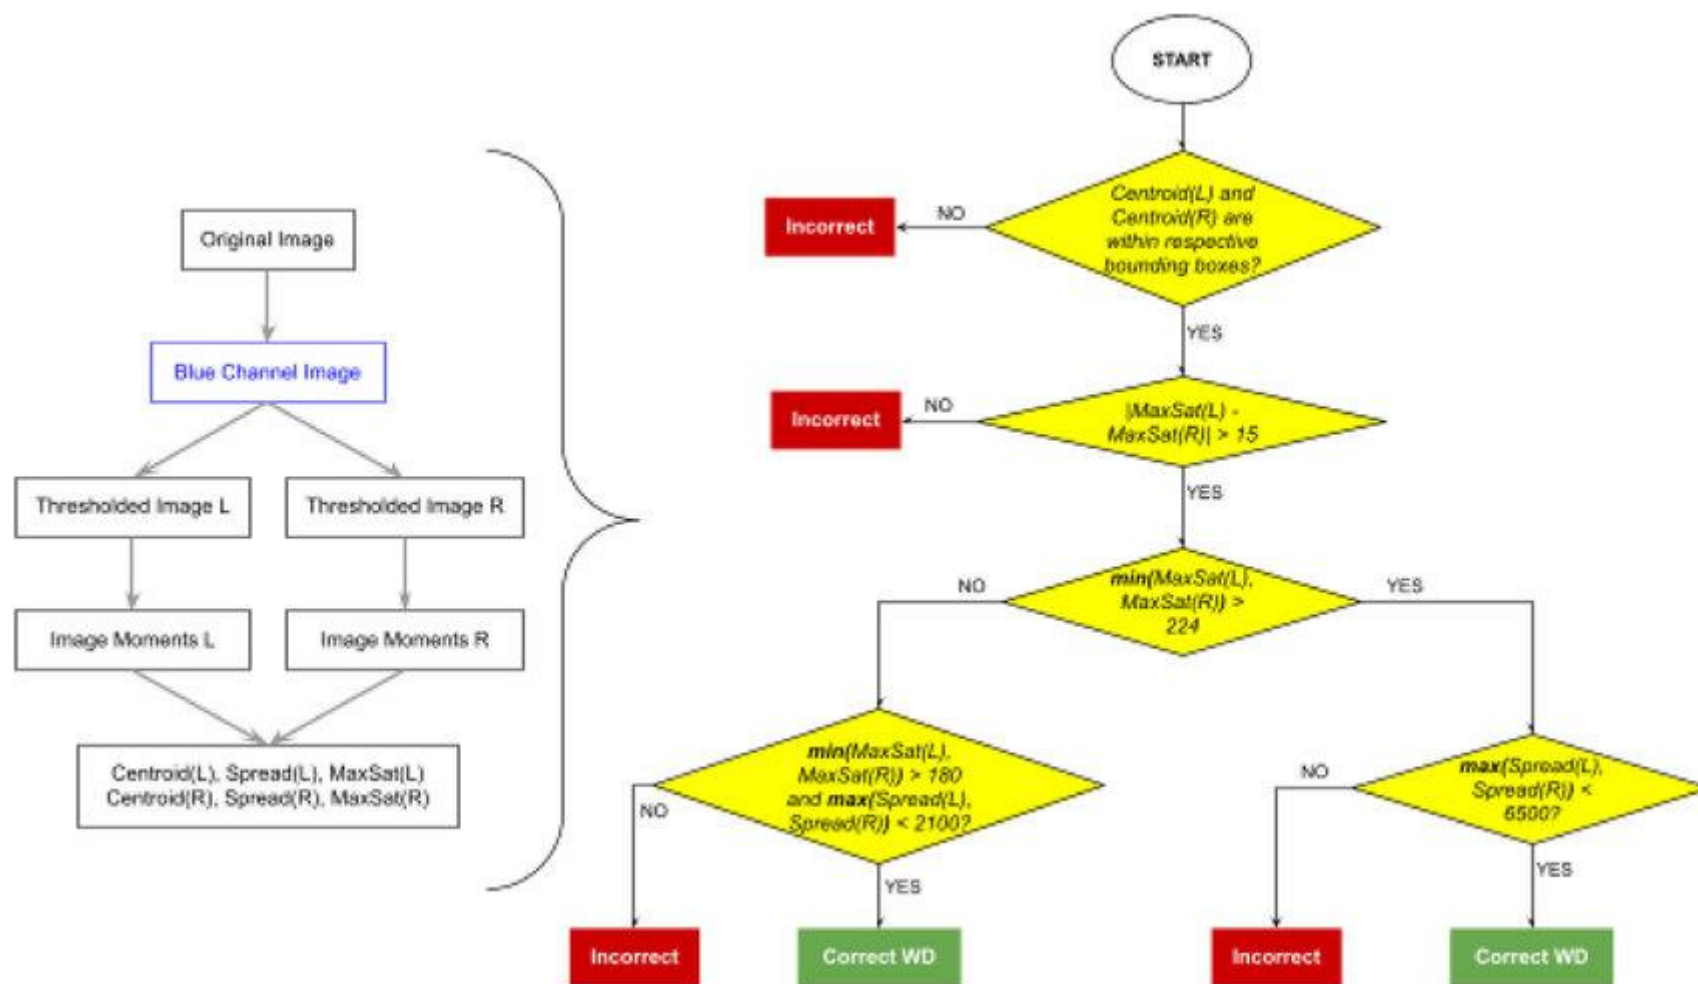 Original Image
Blue Channel Image
Thresholded Image L
Thresholded Image R
Image Moments L
Image Moments R
Centroid(L), Spread(L), MaxSat(L)
Centroid(R), Spread(R), MaxSat(R)
START
Centroid(L) and
Centroid(R) are
within respective
bounding boxes?
NO
Incorrect
YES
|MaxSat(L) -
MaxSat(R)| > 15
NO
Incorrect
YES
min(MaxSat(L),
MaxSat(R)) >
224
NO
YES
min(MaxSat(L),
MaxSat(R)) > 180
and max(Spread(L),
Spread(R)) < 2100?
NO
YES
Incorrect
Correct WD
max(Spread(L),
Spread(R)) <
6500?
NO
YES
Incorrect
Correct WD